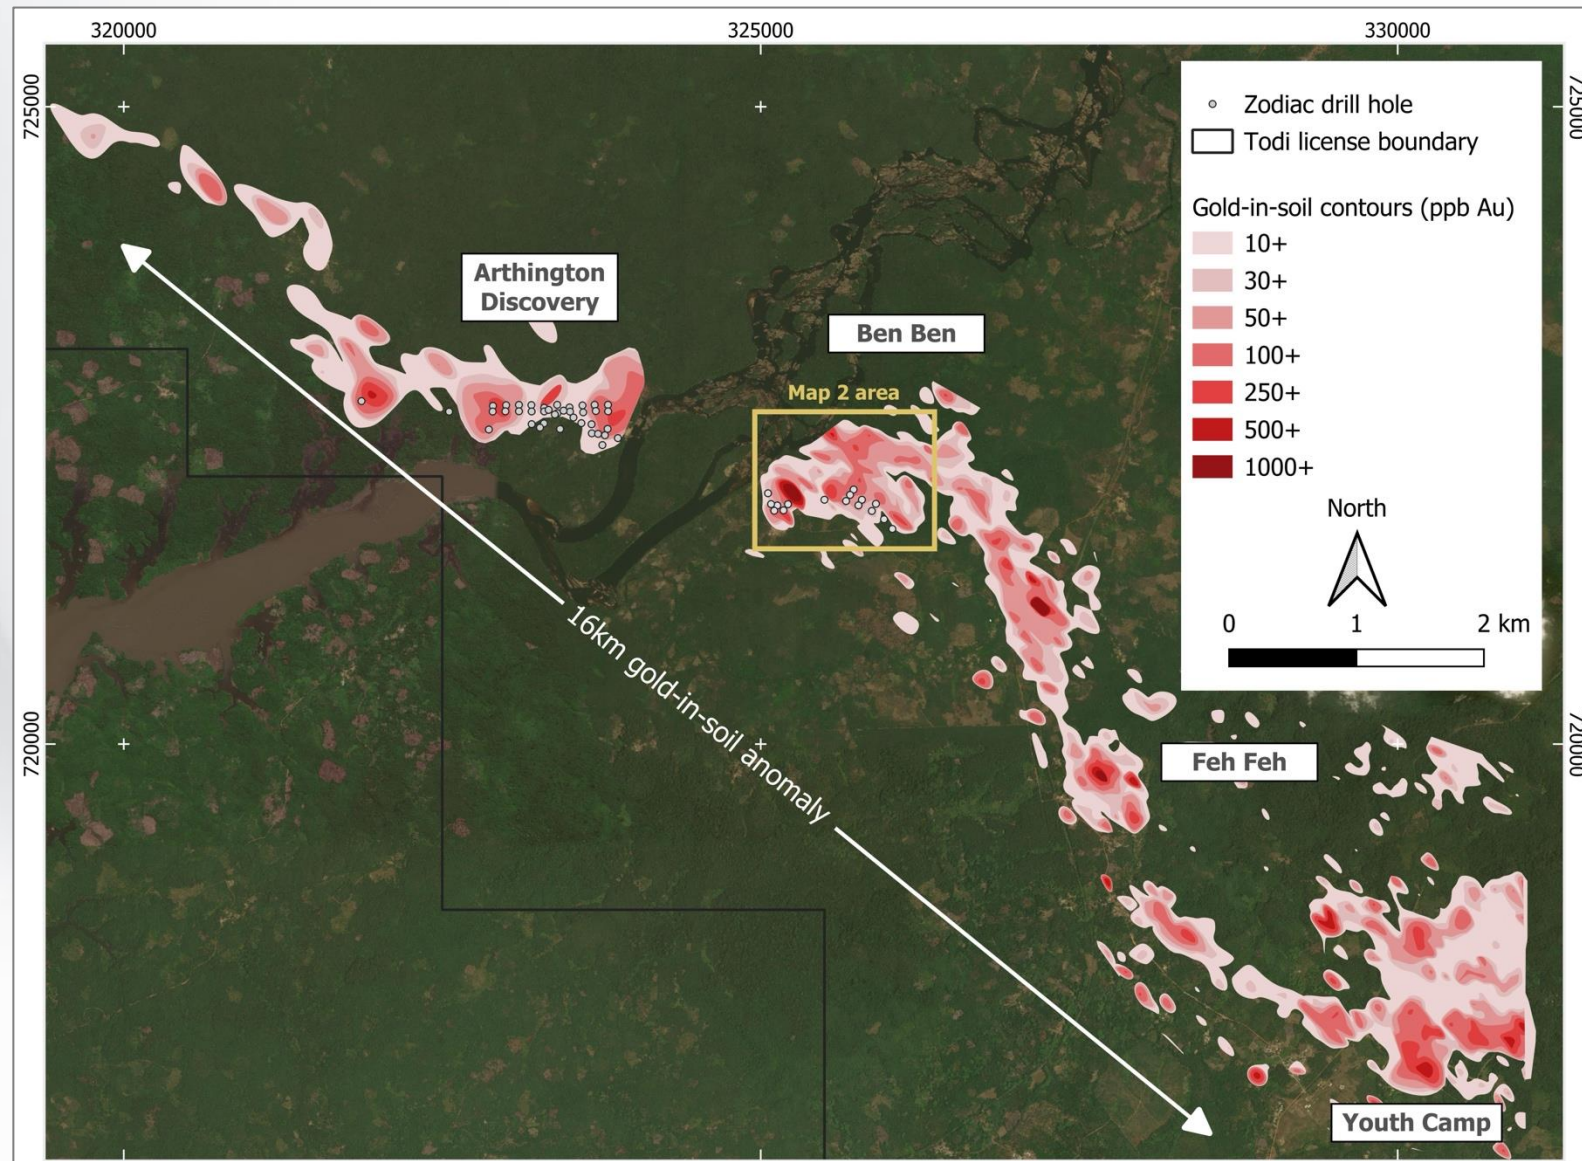 320000
325000
330000
725000
725000
Zodiac drill hole
Todi license boundary
Gold-in-soil contours (ppb Au)
10+
30+
50+
100+
250+
500+
1000+
North
0 1 2 km
Arthington
Discovery
Ben Ben
Map 2 area
16km gold-in-soil anomaly
720000
720000
Feh Feh
Youth Camp